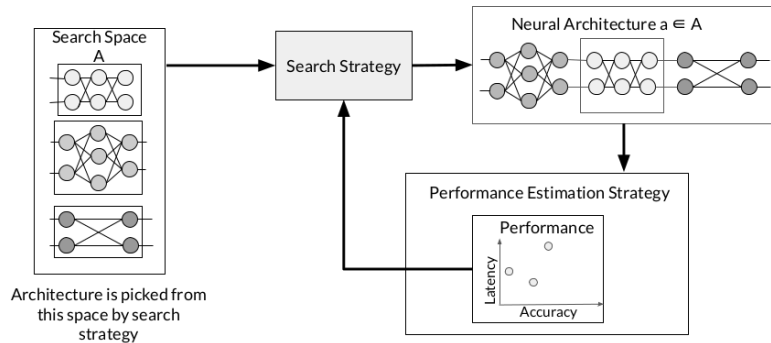 Search Space
A
Search Strategy
Neural Architecture a ∈ A
Performance Estimation Strategy
Performance
Latency
Accuracy
Architecture is picked from
this space by search
strategy